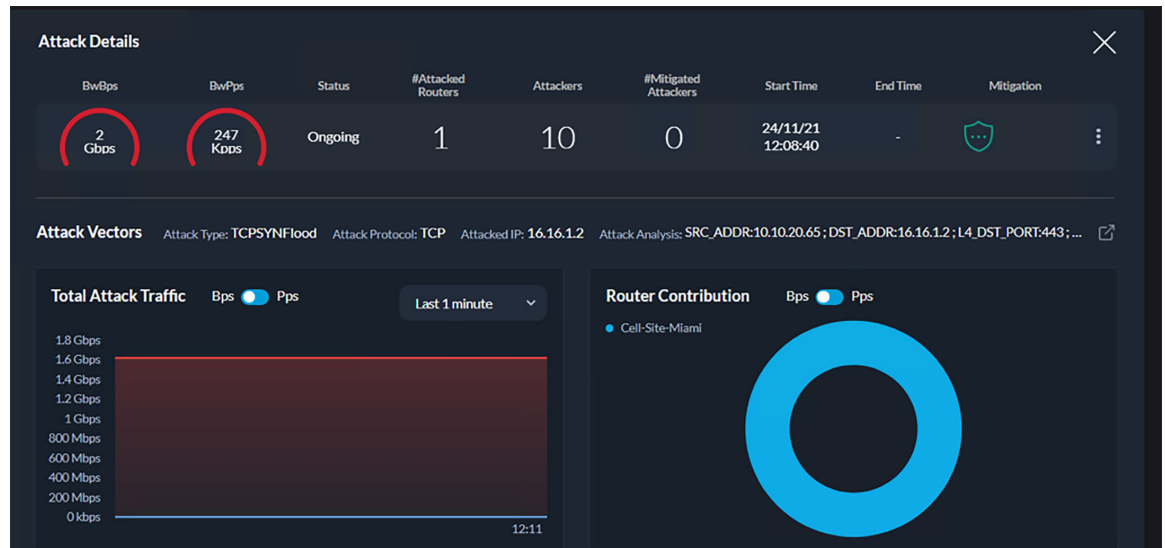 Attack Details
BwBps
BwPps
Status
#Attacked
Routers
Attackers
#Mitigated
Attackers
Start Time
End Time
Mitigation
2
Gbps
247
Kpps
Ongoing
1
10
0
24/11/21
12:08:40
-
Attack Vectors Attack Type: TCPSYNFlood Attack Protocol: TCP Attacked IP: 16.16.1.2 Attack Analysis: SRC_ADDR:10.10.20.65 ; DST_ADDR:16.16.1.2 ; L4_DST_PORT:443 ; ...
Total Attack Traffic Bps Pps
Last 1 minute
1.8 Gbps
1.6 Gbps
1.4 Gbps
1.2 Gbps
1 Gbps
800 Mbps
600 Mbps
400 Mbps
200 Mbps
0 kbps
12:11
Router Contribution Bps Pps
Cell-Site-Miami